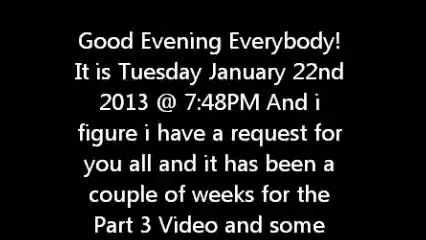 Good Evening Everybody!
It is Tuesday January 22nd
2013 @ 7:48PM And i
figure i have a request for
you all and it has been a
couple of weeks for the
Part 3 Video and some